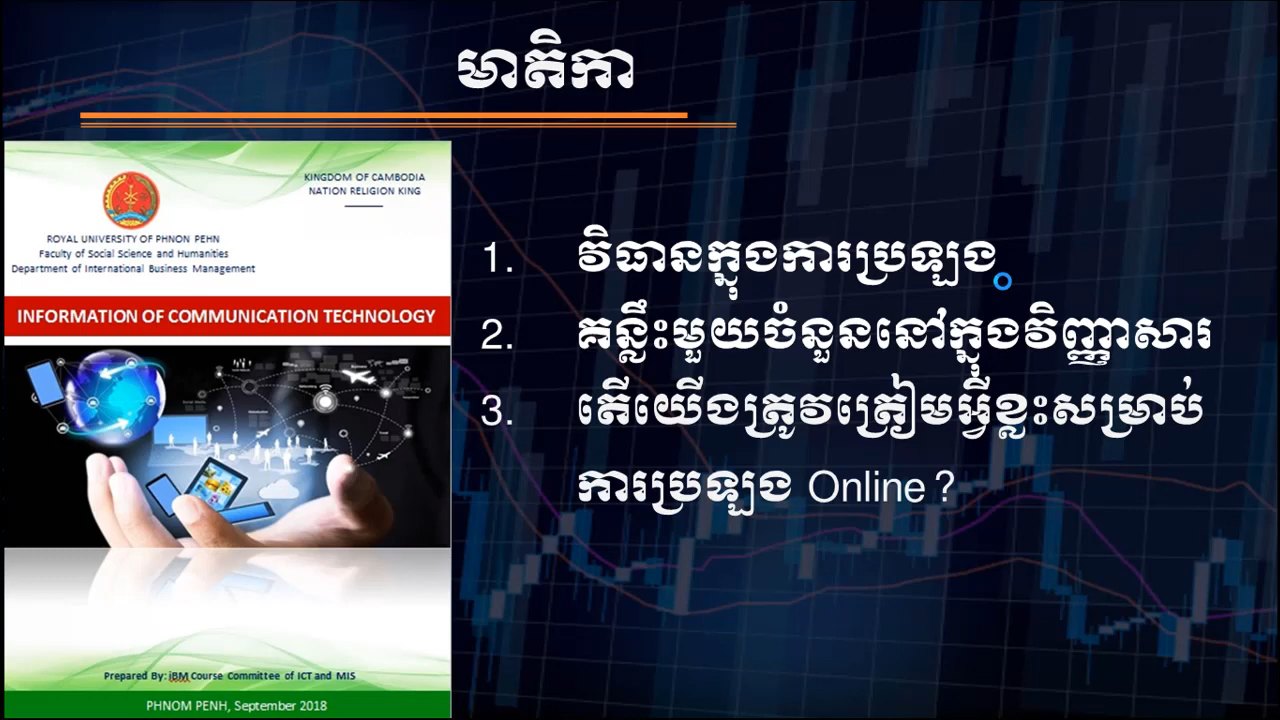 មាតិកា
KINGDOM OF CAMBODIA
NATION RELIGION KING
ROYAL UNIVERSITY OF PHNON PEHN
Faculty of Social Science and Humanities
Department of International Business Management
INFORMATION OF COMMUNICATION TECHNOLOGY
Prepared By: iBM Course Committee of ICT and MIS
PHNOM PENH, September 2018
1. វិធានក្នុងការប្រឡង
2. គន្លឹះមួយចំនួននៅក្នុងវិញ្ញាសារ
3. តើយើងត្រូវត្រៀមអ្វីខ្លះសម្រាប់
ការប្រឡង Online ?